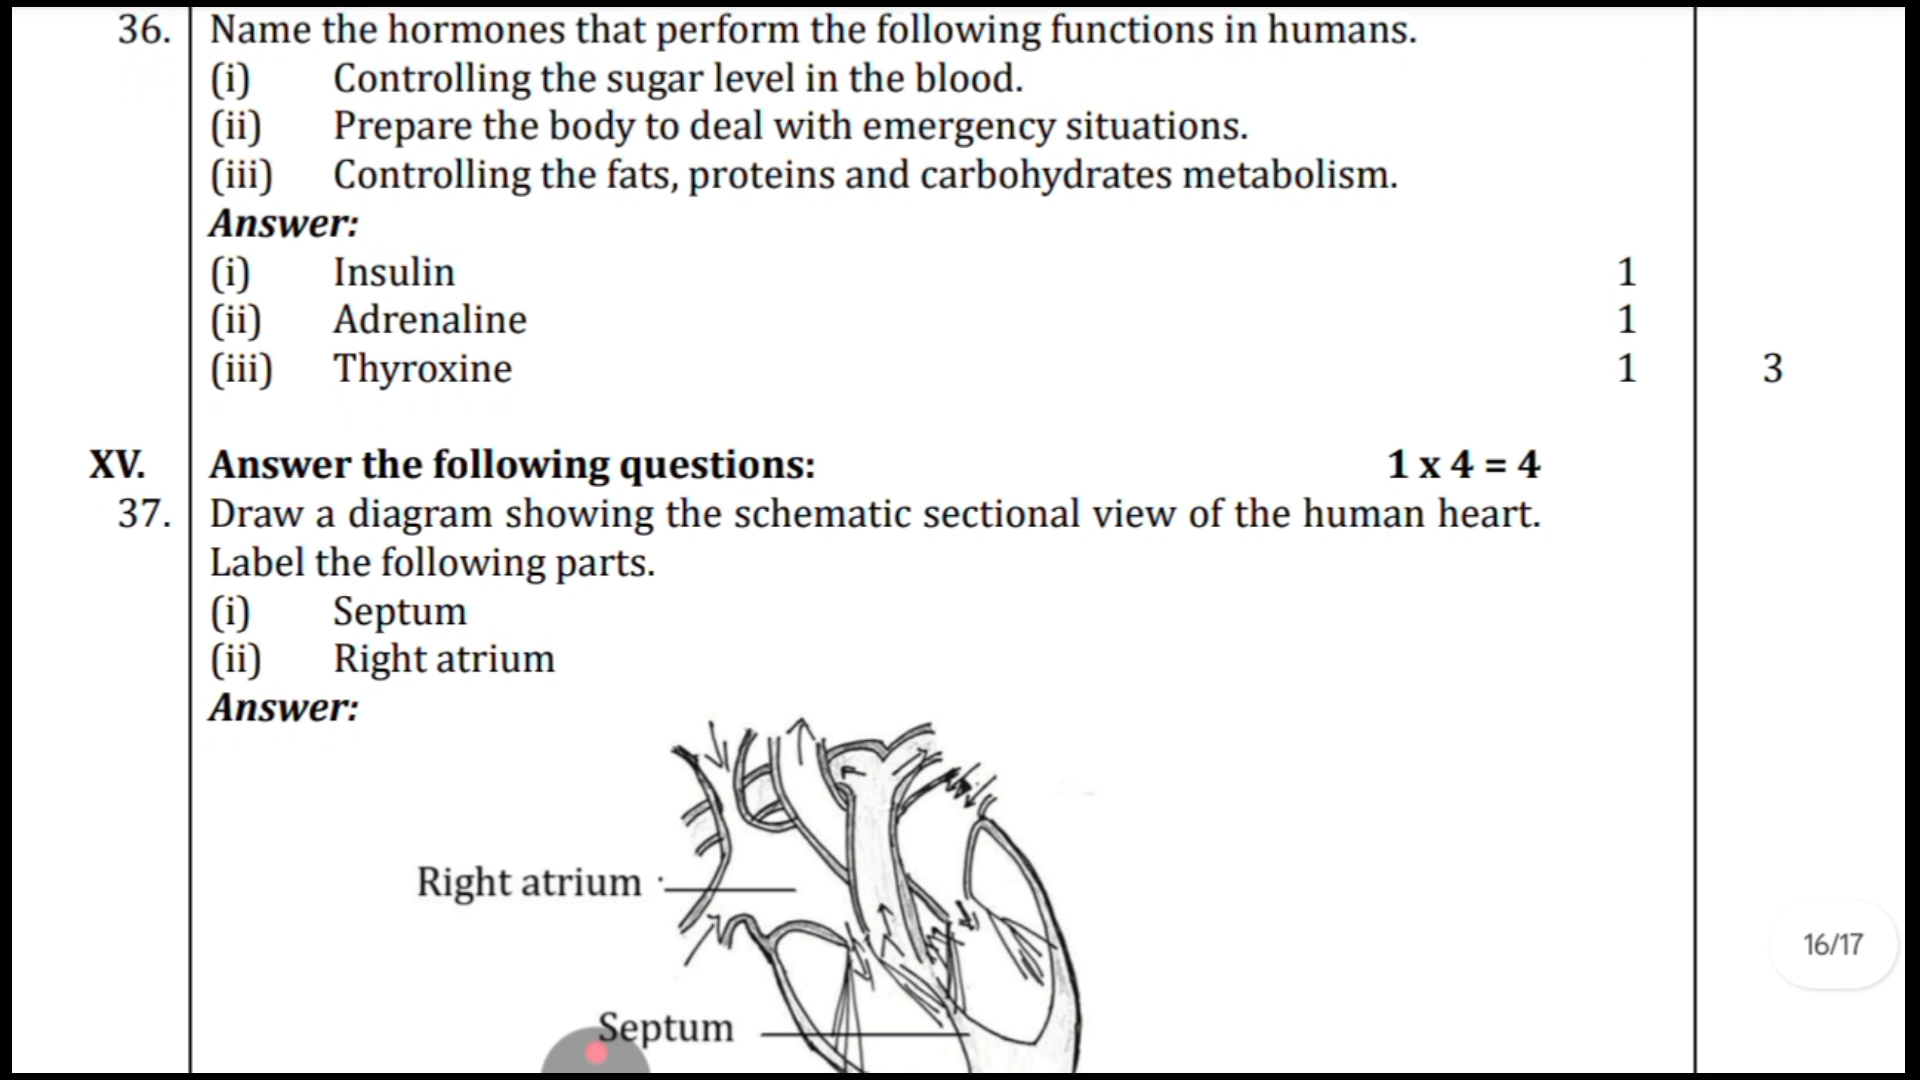 36. Name the hormones that perform the following functions in humans.
(i) Controlling the sugar level in the blood.
(ii) Prepare the body to deal with emergency situations.
(iii) Controlling the fats, proteins and carbohydrates metabolism.
Answer:
(i) Insulin 1
(ii) Adrenaline 1
(iii) Thyroxine 1 3
XV. Answer the following questions: 1 x 4 = 4
37. Draw a diagram showing the schematic sectional view of the human heart.
Label the following parts.
(i) Septum
(ii) Right atrium
Answer:
Right atrium
16/17
Septum